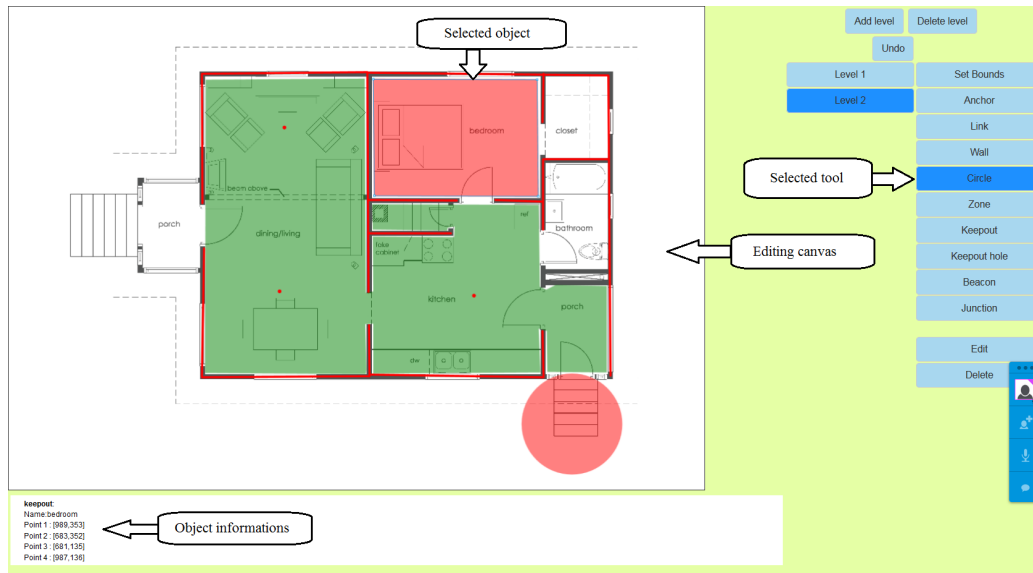 Add level
Delete level
Undo
Level 1
Level 2
Set Bounds
Anchor
Link
Wall
Circle
Zone
Keepout
Keepout hole
Beacon
Junction
Edit
Delete
Selected object
Selected tool
Editing canvas
bedroom
closet
beam above
porch
dining/living
ref
bathroom
fake
cabinet
kitchen
porch
dw
keepout:
Name:bedroom
Point 1 : [989,353]
Point 2 : [683,352]
Point 3 : [681,135]
Point 4 : [987,136]
Object informations